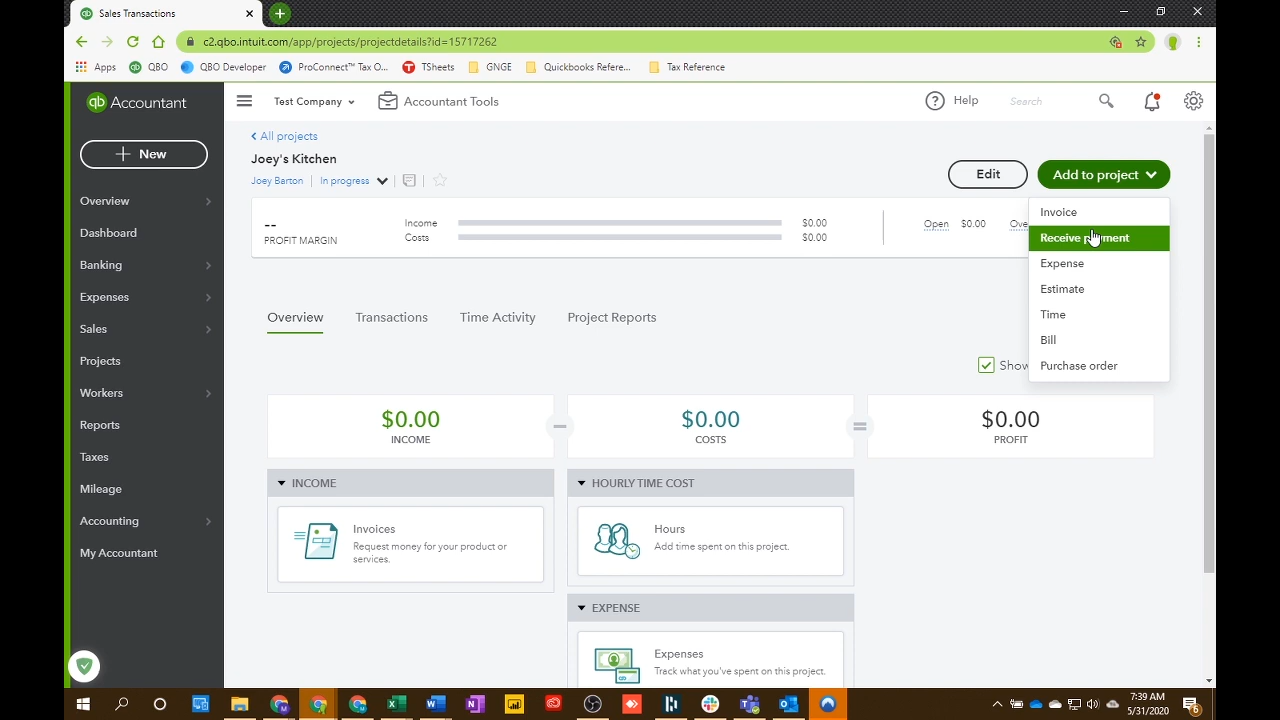 Sales Transactions
c2.qbo.intuit.com/app/projects/projectdetails?id=15717262
Apps QBO QBO Developer ProConnect™ Tax O... TSheets GNGE Quickbooks Refere... Tax Reference
qb Accountant
Test Company
Accountant Tools
Help
Search
New
Overview
Dashboard
Banking
Expenses
Sales
Projects
Workers
Reports
Taxes
Mileage
Accounting
My Accountant
All projects
Joey's Kitchen
Joey Barton | In progress
Edit
Add to project
Invoice
Receive
Expense
Estimate
Time
Bill
Purchase order
--
PROFIT MARGIN
Income $0.00
Costs $0.00
Open $0.00
Overview Transactions Time Activity Project Reports
$0.00
INCOME
$0.00
COSTS
$0.00
PROFIT
INCOME
Invoices
Request money for your product or
services.
HOURLY TIME COST
Hours
Add time spent on this project.
EXPENSE
Expenses
Track what you've spent on this project.
7:39 AM
5/31/2020